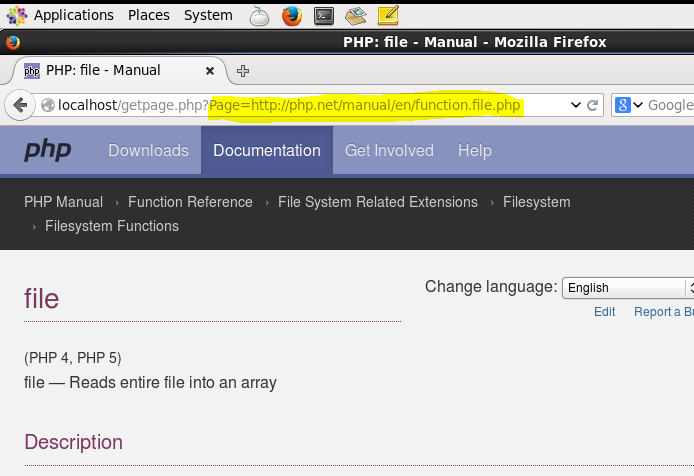 Applications Places System
PHP: file - Manual - Mozilla Firefox
php PHP: file - Manual
localhost/getpage.php?Page=http://php.net/manual/en/function.file.php 8 Google
php Downloads Documentation Get Involved Help
PHP Manual › Function Reference › File System Related Extensions › Filesystem
› Filesystem Functions
file
Change language: English
Edit Report a Bu
(PHP 4, PHP 5)
file — Reads entire file into an array
Description